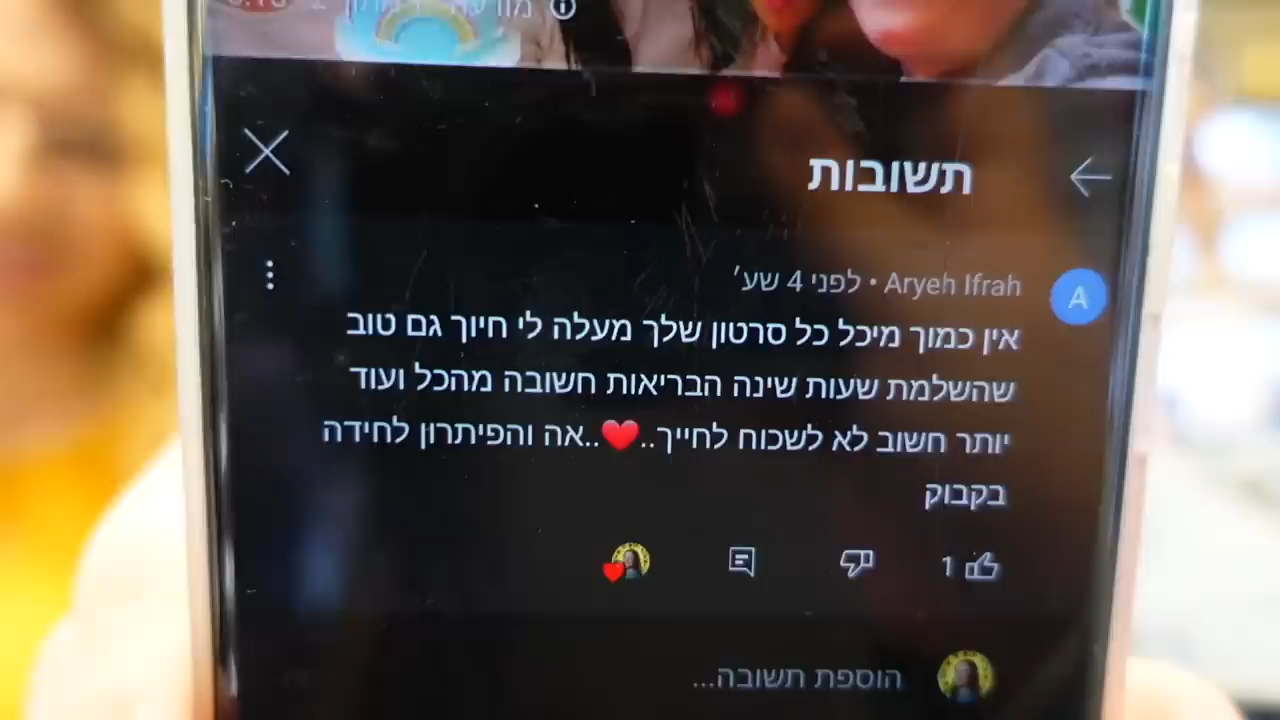 תשובות
Aryeh Ifrah • לפני 4 שע׳
A
אין כמוך מיכל כל סרטון שלך מעלה לי חיוך גם טוב
שהשלמת שעות שינה הבריאות חשובה מהכל ועוד
יותר חשוב לא לשכוח לחייך..❤️..אה והפיתרון לחידה
בקבוק
1
הוספת תשובה...